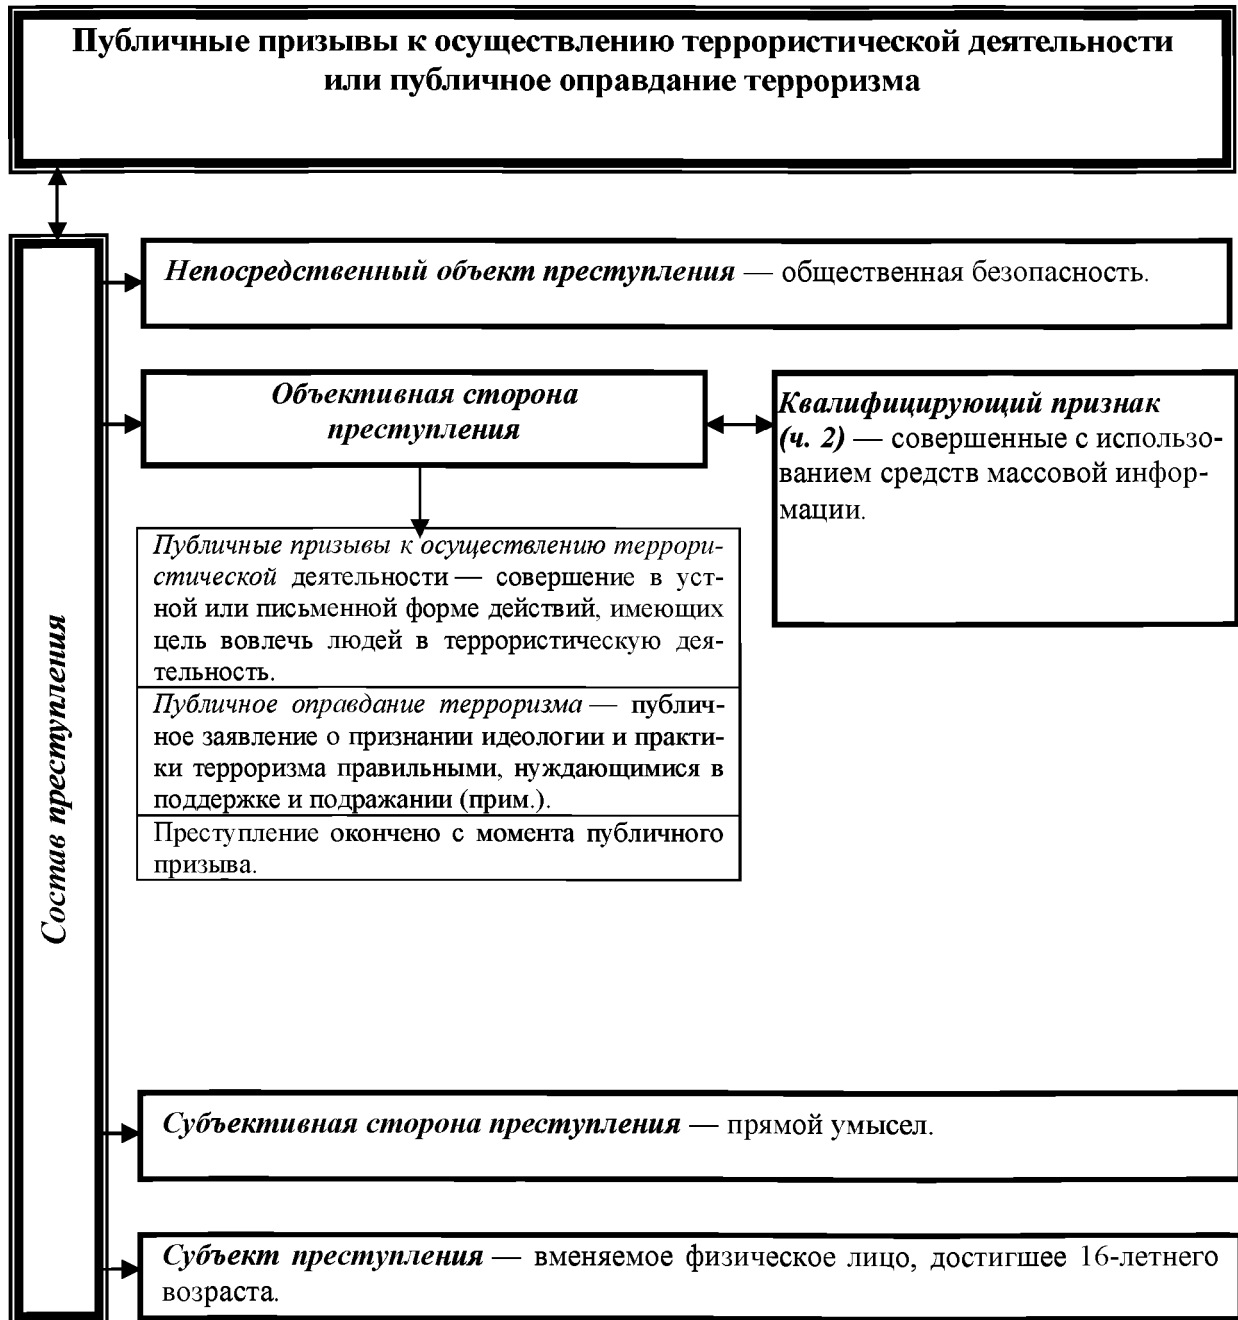 Публичные призывы к осуществлению террористической деятельности
или публичное оправдание терроризма
Непосредственный объект преступления — общественная безопасность.
Объективная сторона
преступления
Квалифицирующий признак
(ч. 2) — совершенные с использо-
ванием средств массовой инфор-
мации.
Публичные призывы к осуществлению террори-
стической деятельности — совершение в уст-
ной или письменной форме действий, имеющих
цель вовлечь людей в террористическую дея-
тельность.
Публичное оправдание терроризма — публич-
ное заявление о признании идеологии и практи-
ки терроризма правильными, нуждающимися в
поддержке и подражании (прим.).
Преступление окончено с момента публичного
призыва.
Состав преступления
Субъективная сторона преступления — прямой умысел.
Субъект преступления — вменяемое физическое лицо, достигшее 16-летнего
возраста.